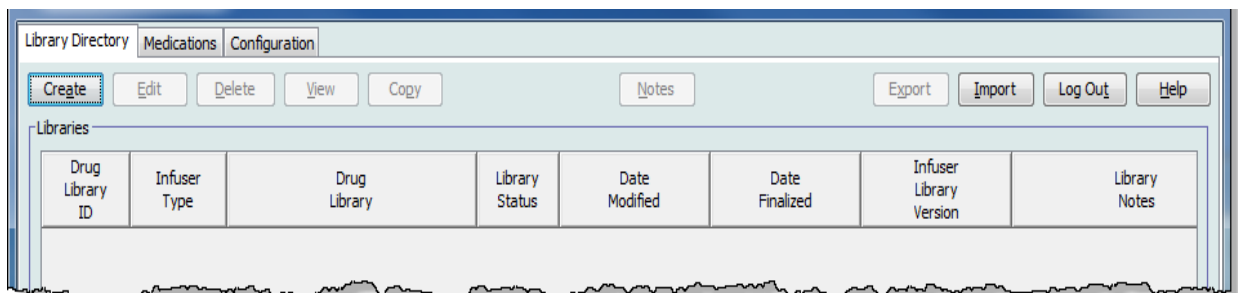 Library Directory Medications Configuration
Create Edit Delete View Copy Notes Export Import Log Out Help
Libraries
Drug Library ID Infuser Type Drug Library Library Status Date Modified Date Finalized Infuser Library Version Library Notes